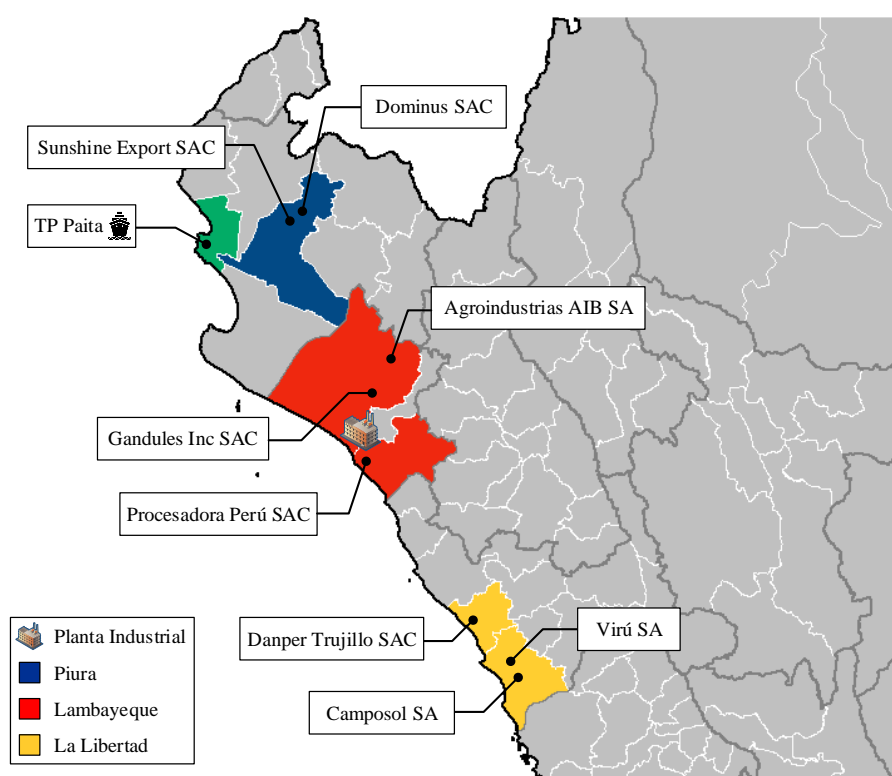 Dominus SAC
Sunshine Export SAC
TP Paita
Agroindustrias AIB SA
Gandules Inc SAC
Procesadora Perú SAC
Danper Trujillo SAC
Virú SA
Camposol SA
Planta Industrial
Piura
Lambayeque
La Libertad